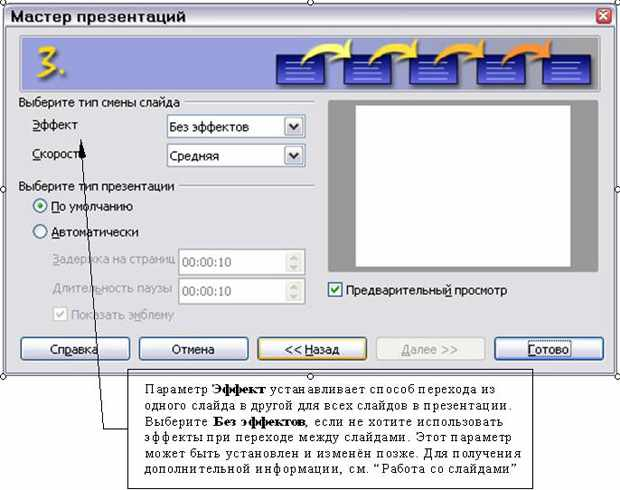 Мастер презентаций
3.
Выберите тип смены слайда
Эффект
Без эффектов
Скорость
Средняя
Выберите тип презентации
По умолчанию
Автоматически
Задержка на страниц
00:00:10
Длительность паузы
00:00:10
Показать эмблему
Предварительный просмотр
Справка
Отмена
<< Назад
Далее >>
Готово
Параметр Эффект устанавливает способ перехода из
одного слайда в другой для всех слайдов в презентации.
Выберите Без эффектов, если не хотите использовать
эффекты при переходе между слайдами. Этот параметр
может быть установлен и изменён позже. Для получения
дополнительной информации, см. “Работа со слайдами”